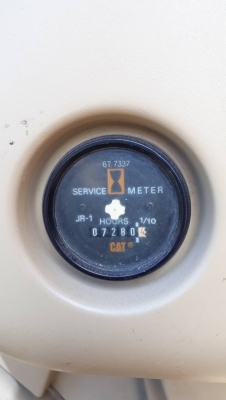 6T 7337
SERVICE METER
JR-1 HOURS 1/10
07280
CAT